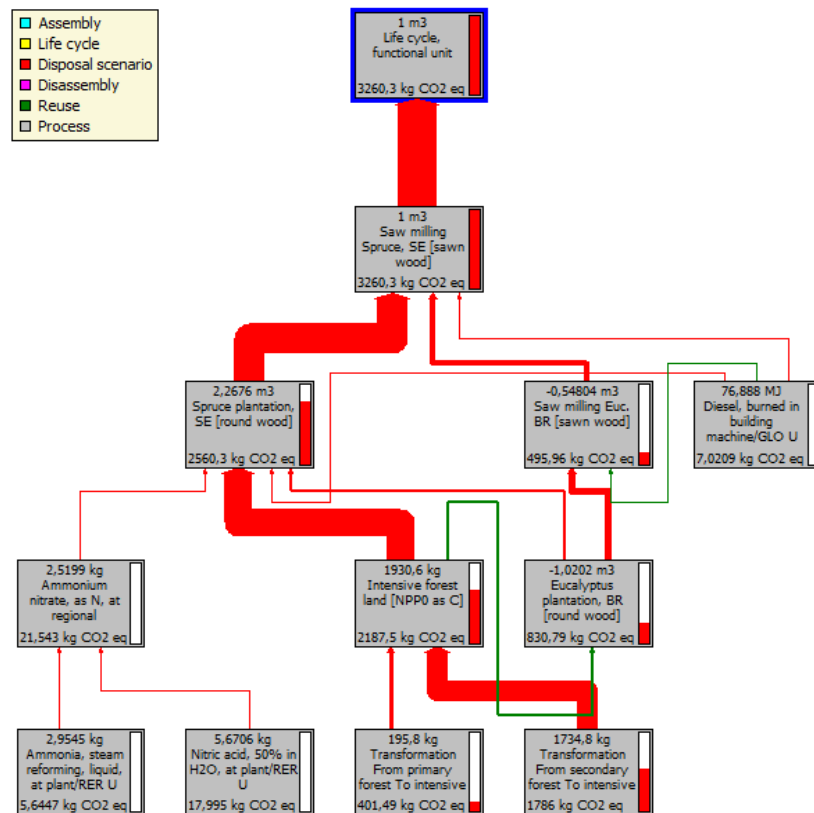 Assembly
Life cycle
Disposal scenario
Disassembly
Reuse
Process
1 m3
Life cycle,
functional unit
3260,3 kg CO2 eq
1 m3
Saw milling
Spruce, SE [sawn
wood]
3260,3 kg CO2 eq
2,2676 m3
Spruce plantation,
SE [round wood]
2560,3 kg CO2 eq
-0,54804 m3
Saw milling Euc.
BR [sawn wood]
495,96 kg CO2 eq
76,888 MJ
Diesel, burned in
building
machine/GLO U
7,0209 kg CO2 eq
2,5199 kg
Ammonium
nitrate, as N, at
regional
21,543 kg CO2 eq
1930,6 kg
Intensive forest
land [NPP0 as C]
2187,5 kg CO2 eq
-1,0202 m3
Eucalyptus
plantation, BR
[round wood]
830,79 kg CO2 eq
2,9545 kg
Ammonia, steam
reforming, liquid,
at plant/RER U
5,6447 kg CO2 eq
5,6706 kg
Nitric acid, 50% in
H2O, at plant/RER
U
17,995 kg CO2 eq
195,8 kg
Transformation
From primary
forest To intensive
401,49 kg CO2 eq
1734,8 kg
Transformation
From secondary
forest To intensive
1786 kg CO2 eq